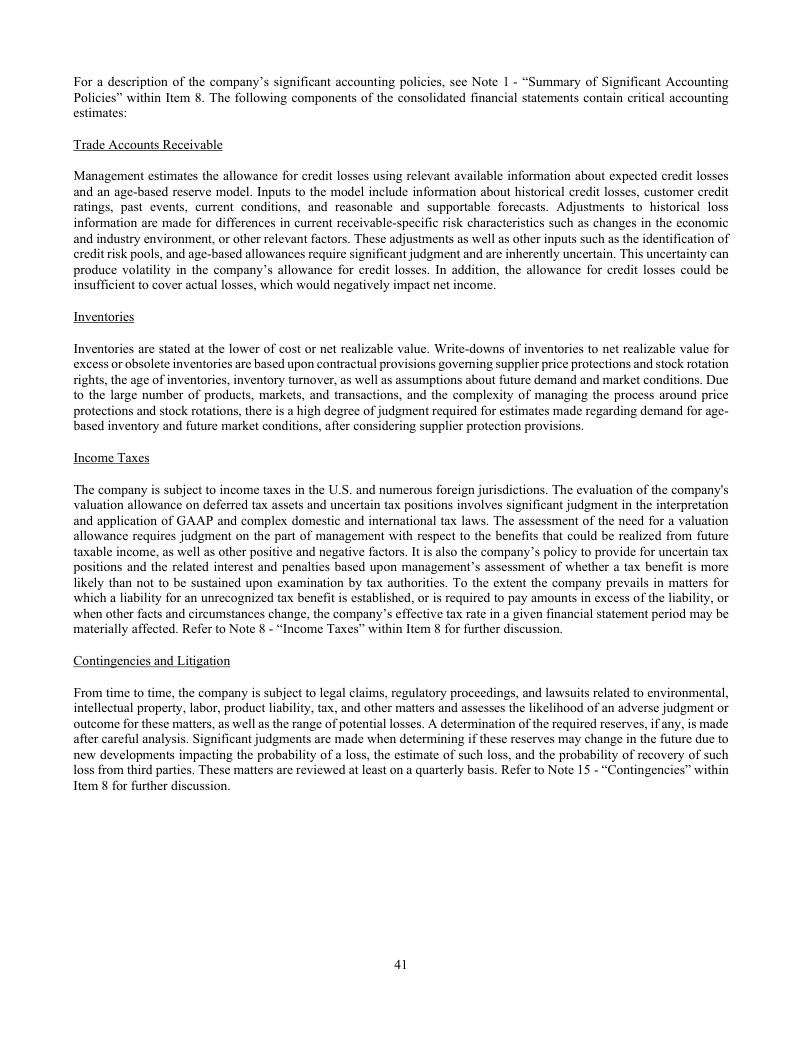 For a description of the company’s significant accounting policies, see Note 1 - “Summary of Significant Accounting
Policies” within Item 8. The following components of the consolidated financial statements contain critical accounting
estimates:
Trade Accounts Receivable
Management estimates the allowance for credit losses using relevant available information about expected credit losses
and an age-based reserve model. Inputs to the model include information about historical credit losses, customer credit
ratings, past events, current conditions, and reasonable and supportable forecasts. Adjustments to historical loss
information are made for differences in current receivable-specific risk characteristics such as changes in the economic
and industry environment, or other relevant factors. These adjustments as well as other inputs such as the identification of
credit risk pools, and age-based allowances require significant judgment and are inherently uncertain. This uncertainty can
produce volatility in the company’s allowance for credit losses. In addition, the allowance for credit losses could be
insufficient to cover actual losses, which would negatively impact net income.
Inventories
Inventories are stated at the lower of cost or net realizable value. Write-downs of inventories to net realizable value for
excess or obsolete inventories are based upon contractual provisions governing supplier price protections and stock rotation
rights, the age of inventories, inventory turnover, as well as assumptions about future demand and market conditions. Due
to the large number of products, markets, and transactions, and the complexity of managing the process around price
protections and stock rotations, there is a high degree of judgment required for estimates made regarding demand for age-
based inventory and future market conditions, after considering supplier protection provisions.
Income Taxes
The company is subject to income taxes in the U.S. and numerous foreign jurisdictions. The evaluation of the company's
valuation allowance on deferred tax assets and uncertain tax positions involves significant judgment in the interpretation
and application of GAAP and complex domestic and international tax laws. The assessment of the need for a valuation
allowance requires judgment on the part of management with respect to the benefits that could be realized from future
taxable income, as well as other positive and negative factors. It is also the company’s policy to provide for uncertain tax
positions and the related interest and penalties based upon management’s assessment of whether a tax benefit is more
likely than not to be sustained upon examination by tax authorities. To the extent the company prevails in matters for
which a liability for an unrecognized tax benefit is established, or is required to pay amounts in excess of the liability, or
when other facts and circumstances change, the company’s effective tax rate in a given financial statement period may be
materially affected. Refer to Note 8 - “Income Taxes” within Item 8 for further discussion.
Contingencies and Litigation
From time to time, the company is subject to legal claims, regulatory proceedings, and lawsuits related to environmental,
intellectual property, labor, product liability, tax, and other matters and assesses the likelihood of an adverse judgment or
outcome for these matters, as well as the range of potential losses. A determination of the required reserves, if any, is made
after careful analysis. Significant judgments are made when determining if these reserves may change in the future due to
new developments impacting the probability of a loss, the estimate of such loss, and the probability of recovery of such
loss from third parties. These matters are reviewed at least on a quarterly basis. Refer to Note 15 - “Contingencies” within
Item 8 for further discussion.
41